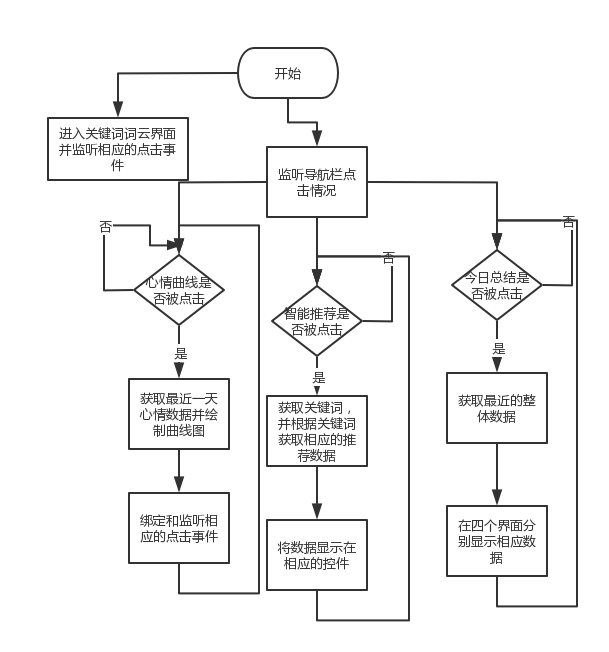 开始
进入关键词词云界面
并监听相应的点击事
件
监听导航栏点
击情况
否
心情曲线是
否被点击
是
获取最近一天
心情数据并绘
制曲线图
绑定和监听相
应的点击事件
否
智能推荐是
否被点击
是
获取关键词，
并根据关键词
获取相应的推
荐数据
将数据显示在
相应的控件
否
今日总结是
否被点击
是
获取最近的整
体数据
在四个界面分
别显示相应数
据